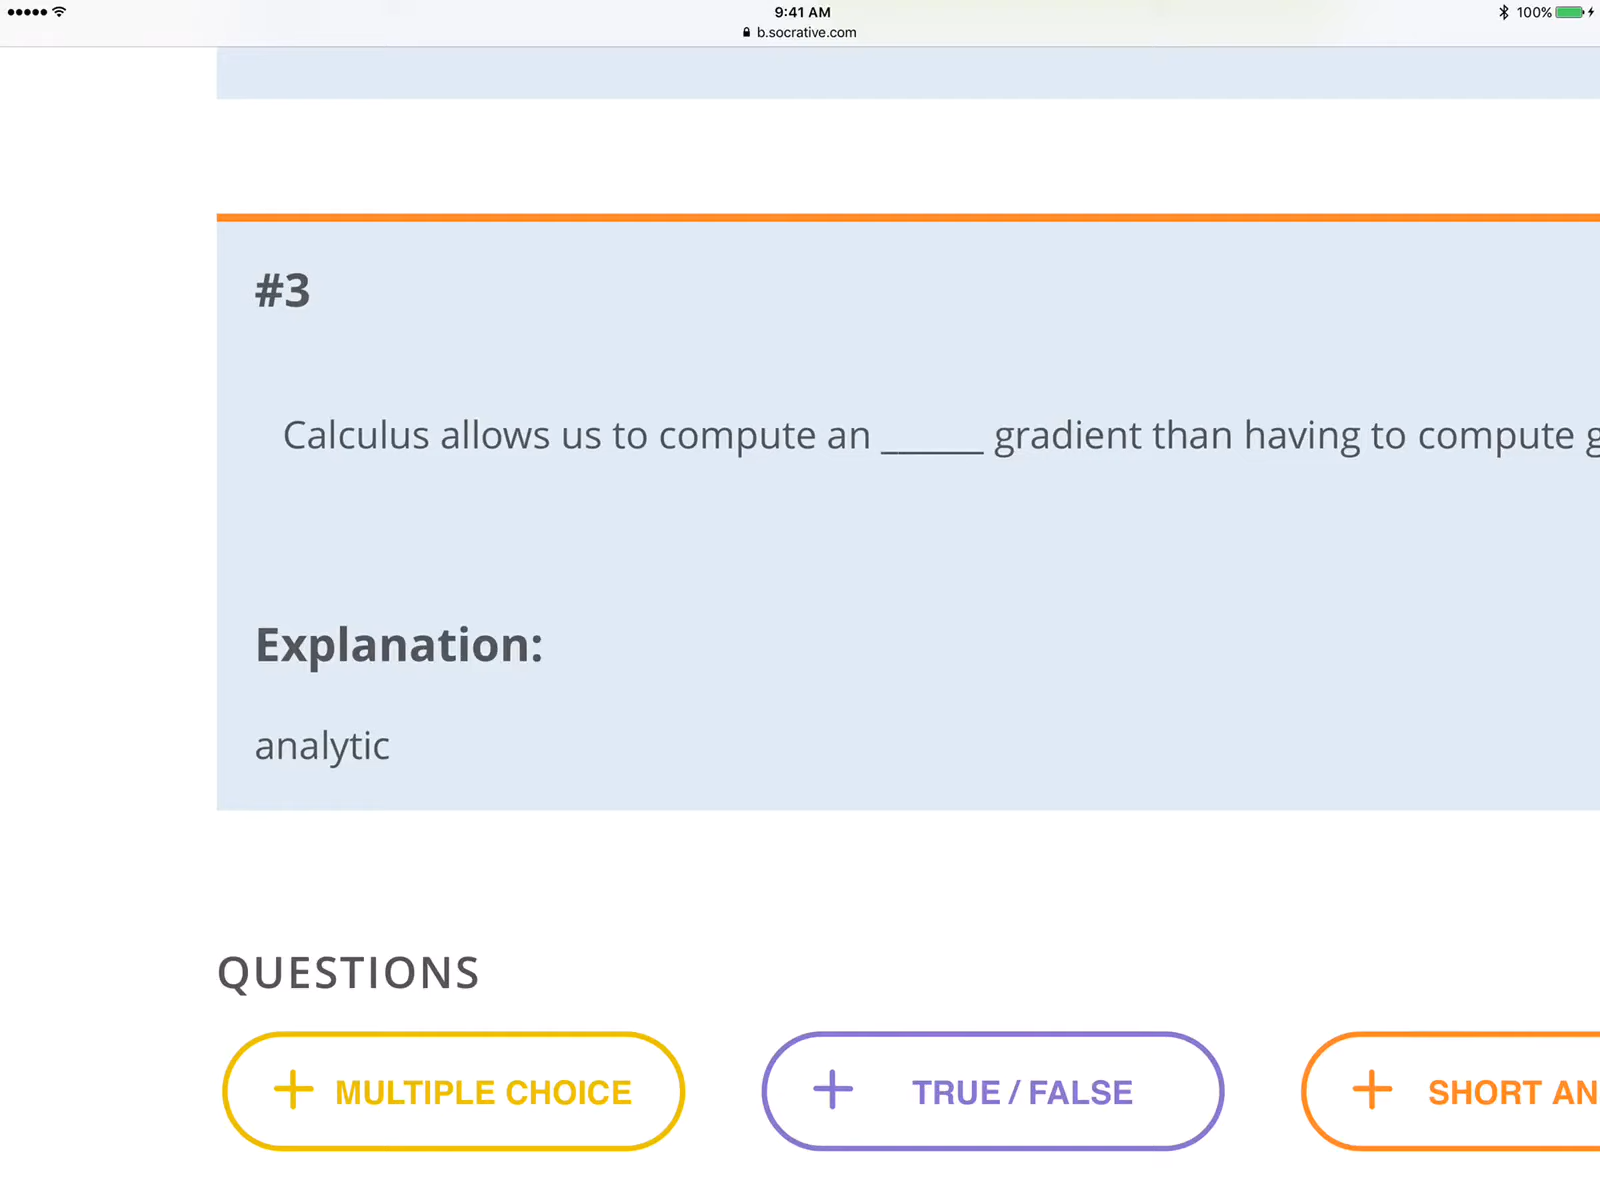 9:41 AM
100%
b.socrative.com
#3
Calculus allows us to compute an ______ gradient than having to compute
Explanation:
analytic
QUESTIONS
+ MULTIPLE CHOICE
+ TRUE / FALSE
+ SHORT